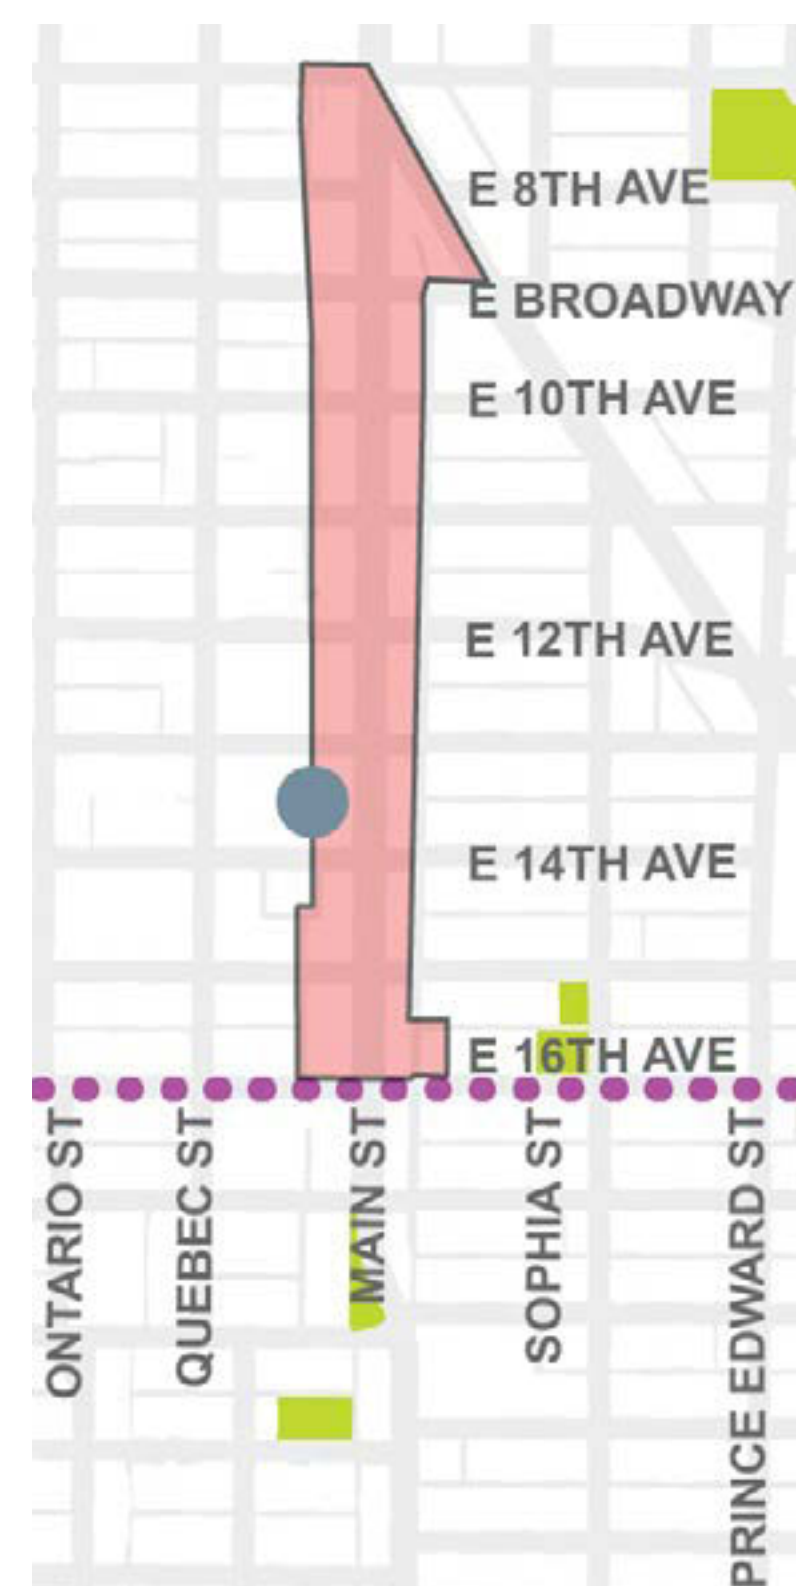 E 8TH AVE
E BROADWAY
E 10TH AVE
E 12TH AVE
E 14TH AVE
E 16TH AVE
ONTARIO ST
QUEBEC ST
MAIN ST
SOPHIA ST
PRINCE EDWARD ST